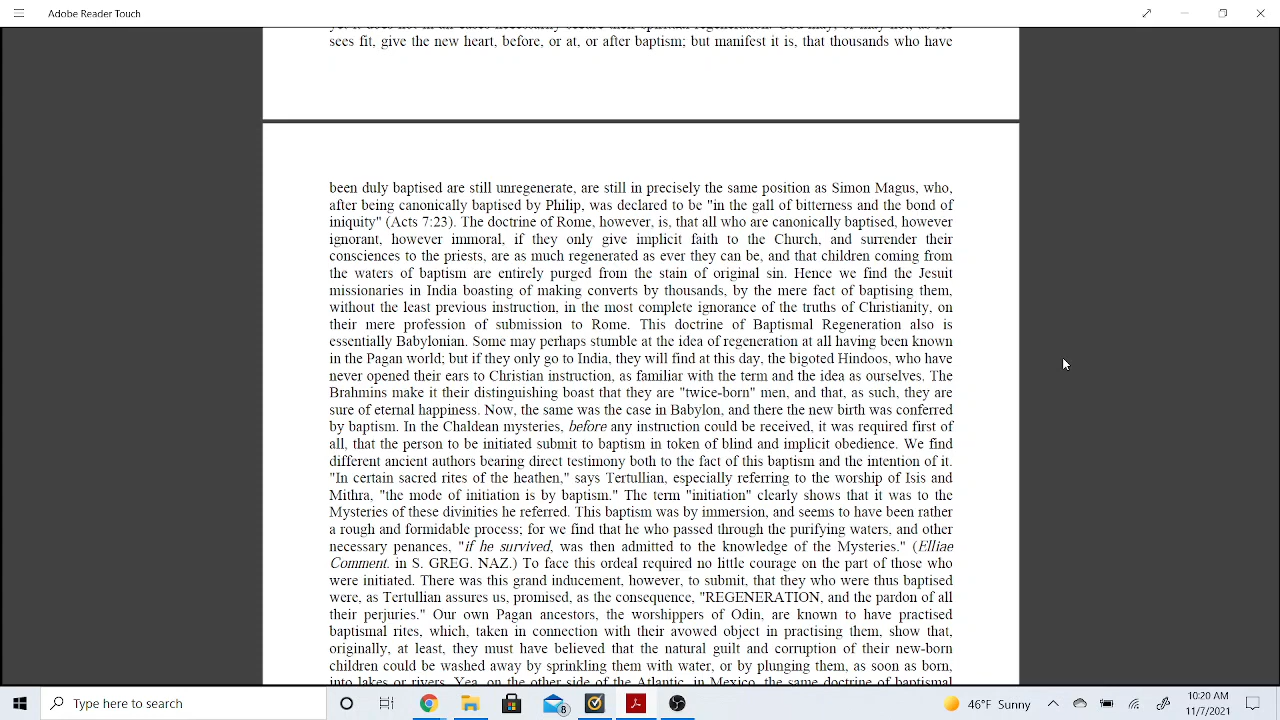 Adobe Reader Touch
sees fit, give the new heart, before, or at, or after baptism; but manifest it is, that thousands who have
been duly baptised are still unregenerate, are still in precisely the same position as Simon Magus, who,
after being canonically baptised by Philip, was declared to be "in the gall of bitterness and the bond of
iniquity" (Acts 7:23). The doctrine of Rome, however, is, that all who are canonically baptised, however
ignorant, however immoral, if they only give implicit faith to the Church, and surrender their
consciences to the priests, are as much regenerated as ever they can be, and that children coming from
the waters of baptism are entirely purged from the stain of original sin. Hence we find the Jesuit
missionaries in India boasting of making converts by thousands, by the mere fact of baptising them,
without the least previous instruction, in the most complete ignorance of the truths of Christianity, on
their mere profession of submission to Rome. This doctrine of Baptismal Regeneration also is
essentially Babylonian. Some may perhaps stumble at the idea of regeneration at all having been known
in the Pagan world; but if they only go to India, they will find at this day, the bigoted Hindoos, who have
never opened their ears to Christian instruction, as familiar with the term and the idea as ourselves. The
Brahmins make it their distinguishing boast that they are "twice-born" men, and that, as such, they are
sure of eternal happiness. Now, the same was the case in Babylon, and there the new birth was conferred
by baptism. In the Chaldean mysteries, before any instruction could be received, it was required first of
all, that the person to be initiated submit to baptism in token of blind and implicit obedience. We find
different ancient authors bearing direct testimony both to the fact of this baptism and the intention of it.
"In certain sacred rites of the heathen," says Tertullian, especially referring to the worship of Isis and
Mithra, "the mode of initiation is by baptism." The term "initiation" clearly shows that it was to the
Mysteries of these divinities he referred. This baptism was by immersion, and seems to have been rather
a rough and formidable process; for we find that he who passed through the purifying waters, and other
necessary penances, "if he survived, was then admitted to the knowledge of the Mysteries." (Elliae
Comment. in S. GREG. NAZ.) To face this ordeal required no little courage on the part of those who
were initiated. There was this grand inducement, however, to submit, that they who were thus baptised
were, as Tertullian assures us, promised, as the consequence, "REGENERATION, and the pardon of all
their perjuries." Our own Pagan ancestors, the worshippers of Odin, are known to have practised
baptismal rites, which, taken in connection with their avowed object in practising them, show that,
originally, at least, they must have believed that the natural guilt and corruption of their new-born
children could be washed away by sprinkling them with water, or by plunging them, as soon as born,
into lakes or rivers. Yea, on the other side of the Atlantic, in Mexico, the same doctrine of baptismal
Type here to search
8
46°F Sunny
10:20 AM
11/7/2021